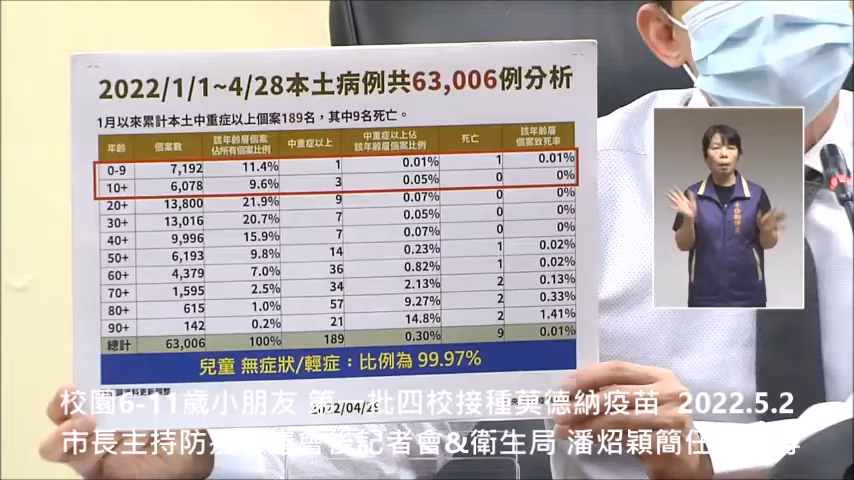 2022/1/1~4/28本土病例共63,006例分析
1月以來累計本土中重症以上個案189名，其中9名死亡。
年齡 個案數 該年齡層個案佔所有個案比例 中重症以上 中重症以上佔該年齡層個案比例 死亡 該年齡層個案致死率
0-9 7,192 11.4% 1 0.01% 1 0.01%
10+ 6,078 9.6% 3 0.05% 0 0%
20+ 13,800 21.9% 9 0.07% 0 0%
30+ 13,016 20.7% 7 0.05% 0 0%
40+ 9,996 15.9% 7 0.07% 0 0%
50+ 6,193 9.8% 14 0.23% 1 0.02%
60+ 4,379 7.0% 36 0.82% 1 0.02%
70+ 1,595 2.5% 34 2.13% 2 0.13%
80+ 615 1.0% 57 9.27% 2 0.33%
90+ 142 0.2% 21 14.8% 2 1.41%
總計 63,006 100% 189 0.30% 9 0.01%
兒童 無症狀/輕症：比例為 99.97%
2022/04/29
校園6-11歲小朋友 第 批四校接種莫德納疫苗 2022.5.2
市長主持防疫 會後記者會&衛生局 潘炤穎簡任